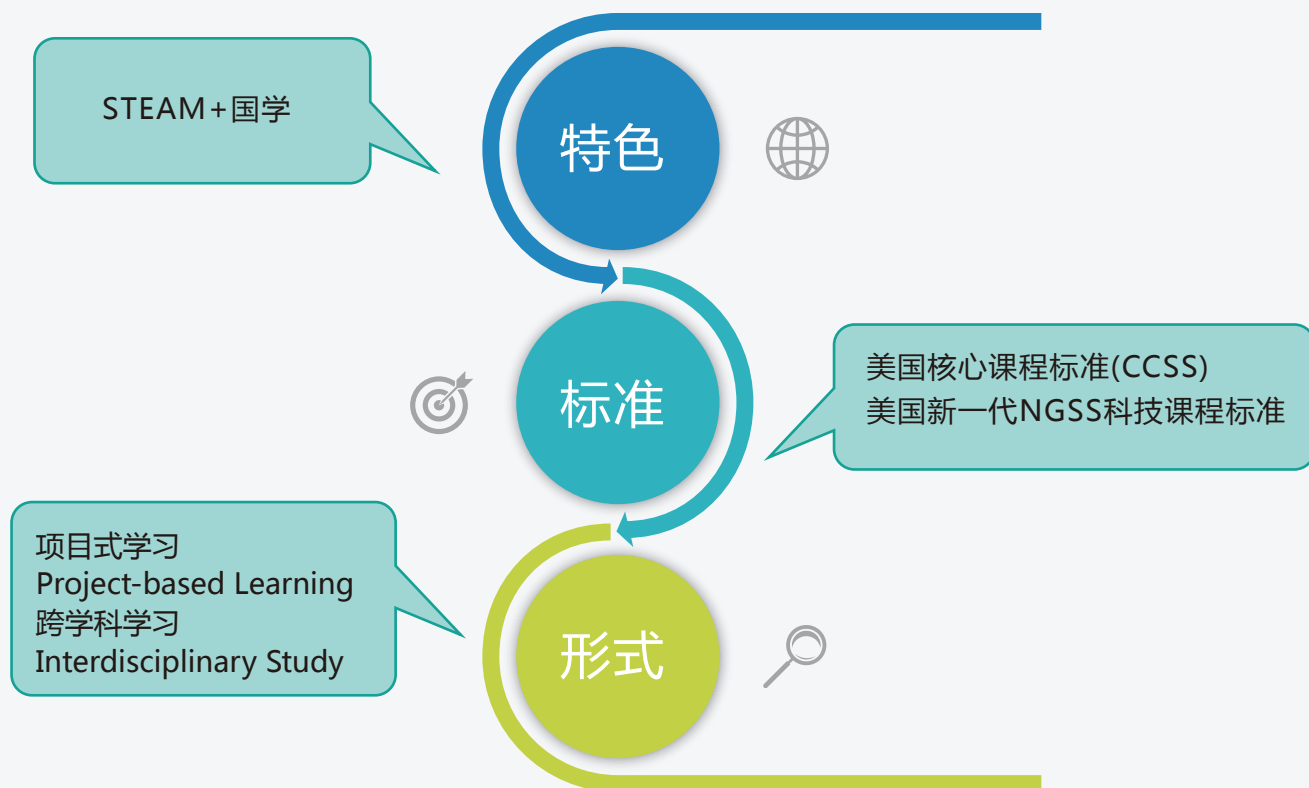 STEAM+国学
特色
标准
美国核心课程标准(CCSS)
美国新一代NGSS科技课程标准
项目式学习
Project-based Learning
跨学科学习
Interdisciplinary Study
形式